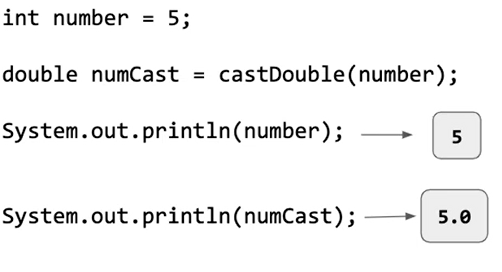 int number = 5;
double numCast = castDouble(number);
System.out.println(number);
5
System.out.println(numCast);
5.0